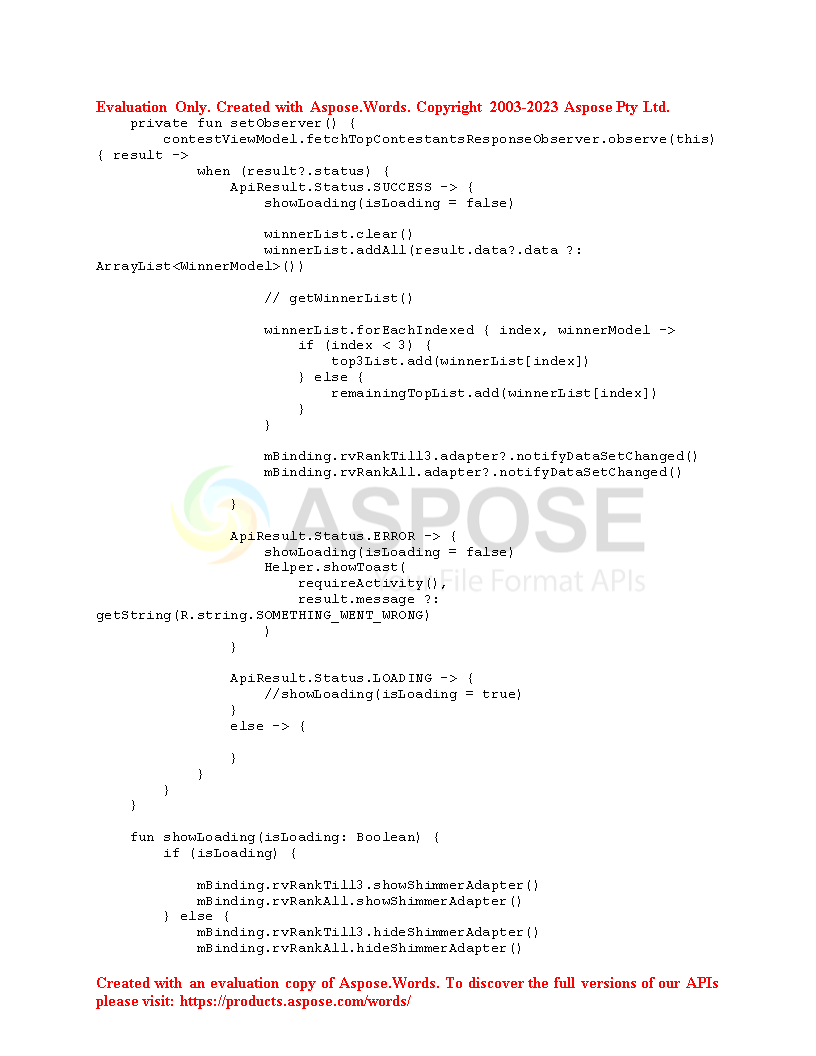 Evaluation Only. Created with Aspose.Words. Copyright 2003-2023 Aspose Pty Ltd.
    private fun setObserver() {
        contestViewModel.fetchTopContestantsResponseObserver.observe(this)
{ result ->
            when (result?.status) {
                ApiResult.Status.SUCCESS -> {
                    showLoading(isLoading = false)

                    winnerList.clear()
                    winnerList.addAll(result.data?.data ?:
ArrayList<WinnerModel>())

                    // getWinnerList()

                    winnerList.forEachIndexed { index, winnerModel ->
                        if (index < 3) {
                            top3List.add(winnerList[index])
                        } else {
                            remainingTopList.add(winnerList[index])
                        }
                    }

                    mBinding.rvRankTill3.adapter?.notifyDataSetChanged()
                    mBinding.rvRankAll.adapter?.notifyDataSetChanged()

                }
ASPOSE
                ApiResult.Status.ERROR -> {
                    showLoading(isLoading = false)
                    Helper.showToast(
                        requireActivity(),
Your File Format APIs
                        result.message ?:
getString(R.string.SOMETHING_WENT_WRONG)
                    )
                }

                ApiResult.Status.LOADING -> {
                    //showLoading(isLoading = true)
                }
                else -> {

                }
            }
        }
    }

    fun showLoading(isLoading: Boolean) {
        if (isLoading) {

            mBinding.rvRankTill3.showShimmerAdapter()
            mBinding.rvRankAll.showShimmerAdapter()
        } else {
            mBinding.rvRankTill3.hideShimmerAdapter()
            mBinding.rvRankAll.hideShimmerAdapter()

Created with an evaluation copy of Aspose.Words. To discover the full versions of our APIs
please visit: https://products.aspose.com/words/